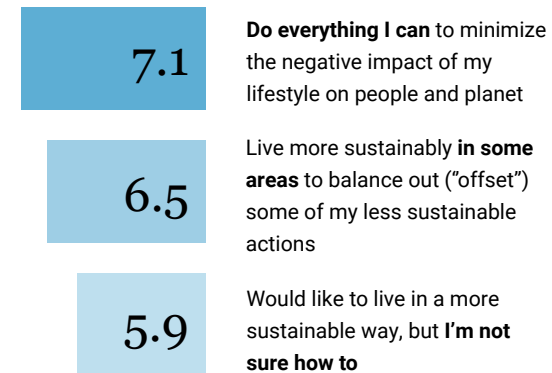 7.1
Do everything I can to minimize
the negative impact of my
lifestyle on people and planet
6.5
Live more sustainably in some
areas to balance out (“offset”)
some of my less sustainable
actions
5.9
Would like to live in a more
sustainable way, but I’m not
sure how to